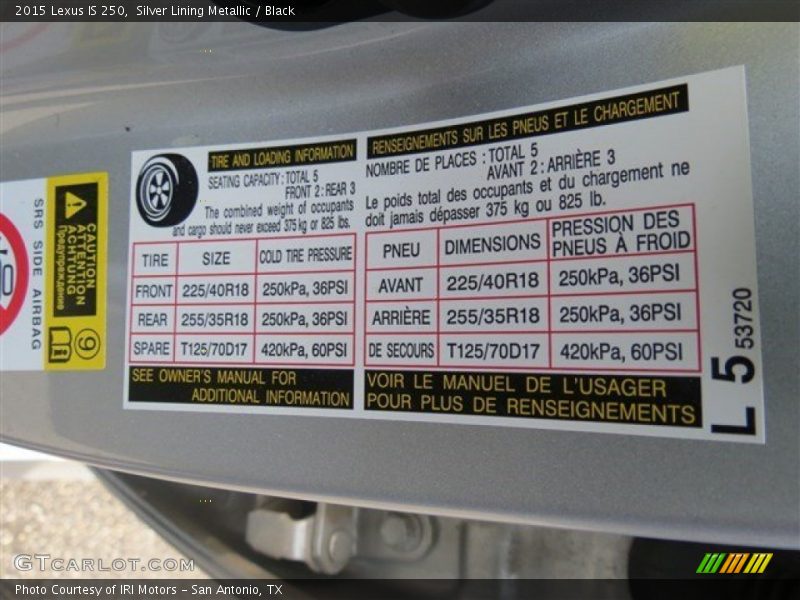 2015 Lexus IS 250,  Silver Lining Metallic / Black
SRS SIDE AIRBAG
CAUTION
ATTENTION
ACHTUNG
Предупреждение
9
TIRE AND LOADING INFORMATION
SEATING CAPACITY : TOTAL 5
FRONT 2 : REAR 3
The combined weight of occupants
and cargo should never exceed 375 kg or 825 lb.
TIRE SIZE COLD TIRE PRESSURE
FRONT 225/40R18 250kPa, 36PSI
REAR 255/35R18 250kPa, 36PSI
SPARE T125/70D17 420kPa, 60PSI
SEE OWNER'S MANUAL FOR
ADDITIONAL INFORMATION
RENSEIGNEMENTS SUR LES PNEUS ET LE CHARGEMENT
NOMBRE DE PLACES : TOTAL 5
AVANT 2 : ARRIÈRE 3
Le poids total des occupants et du chargement ne
doit jamais dépasser 375 kg ou 825 lb.
PNEU DIMENSIONS PRESSION DES
PNEUS À FROID
AVANT 225/40R18 250kPa, 36PSI
ARRIÈRE 255/35R18 250kPa, 36PSI
DE SECOURS T125/70D17 420kPa, 60PSI
VOIR LE MANUEL DE L'USAGER
POUR PLUS DE RENSEIGNEMENTS
L 5 53720
GTCARLOT.COM
Photo Courtesy of IRI Motors - San Antonio, TX